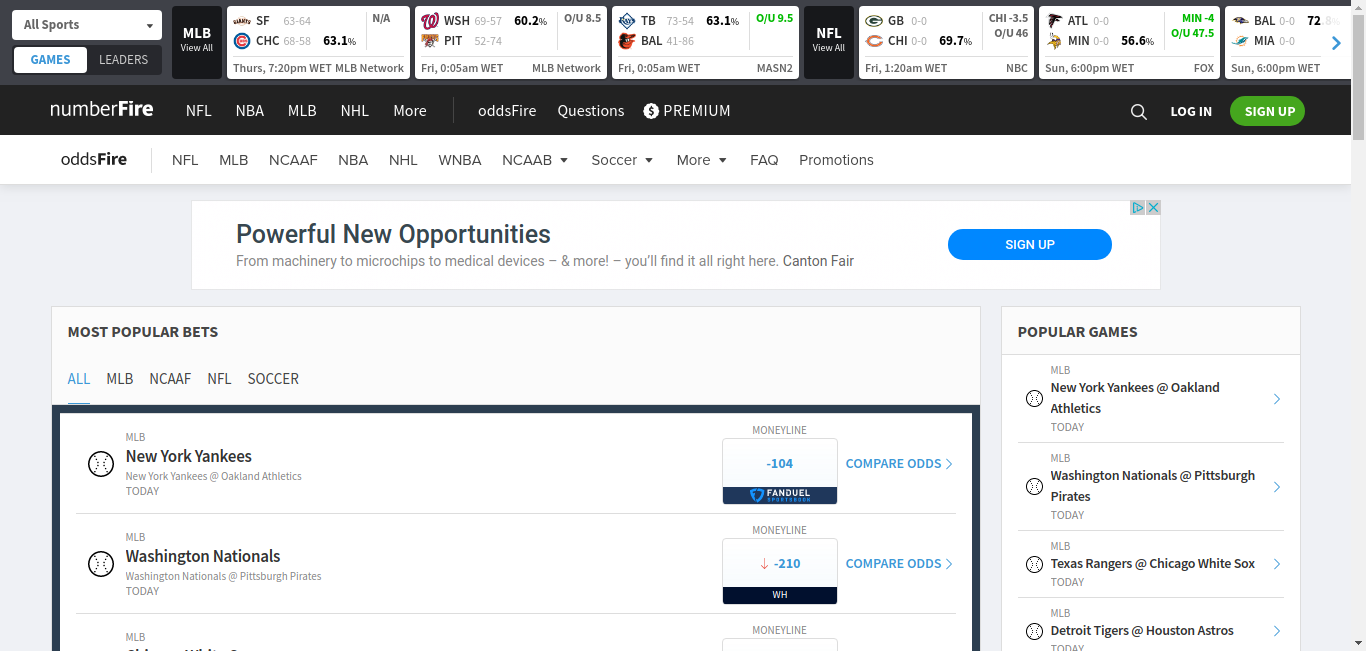 All Sports
GAMES LEADERS
MLB
View All
SF 63-64 N/A
CHC 68-58 63.1%
Thurs, 7:20pm WET MLB Network
WSH 69-57 60.2% O/U 8.5
PIT 52-74
Fri, 0:05am WET MLB Network
TB 73-54 63.1% O/U 9.5
BAL 41-86
Fri, 0:05am WET MASN2
NFL
View All
GB 0-0 CHI -3.5
CHI 0-0 69.7% O/U 46
Fri, 1:20am WET NBC
ATL 0-0 MIN -4
MIN 0-0 56.6% O/U 47.5
Sun, 6:00pm WET FOX
BAL 0-0 72.8%
MIA 0-0
Sun, 6:00pm WET
numberFire NFL NBA MLB NHL More oddsFire Questions $ PREMIUM LOG IN SIGN UP
oddsFire NFL MLB NCAAF NBA NHL WNBA NCAAB Soccer More FAQ Promotions
Powerful New Opportunities
From machinery to microchips to medical devices – & more! – you'll find it all right here. Canton Fair
SIGN UP
MOST POPULAR BETS
ALL MLB NCAAF NFL SOCCER
MLB
New York Yankees
New York Yankees @ Oakland Athletics
TODAY
MONEYLINE
-104
FANDUEL
SPORTSBOOK
COMPARE ODDS
MLB
Washington Nationals
Washington Nationals @ Pittsburgh Pirates
TODAY
MONEYLINE
-210
WH
COMPARE ODDS
MLB
MONEYLINE
POPULAR GAMES
MLB
New York Yankees @ Oakland
Athletics
TODAY
MLB
Washington Nationals @ Pittsburgh
Pirates
TODAY
MLB
Texas Rangers @ Chicago White Sox
TODAY
MLB
Detroit Tigers @ Houston Astros
TODAY